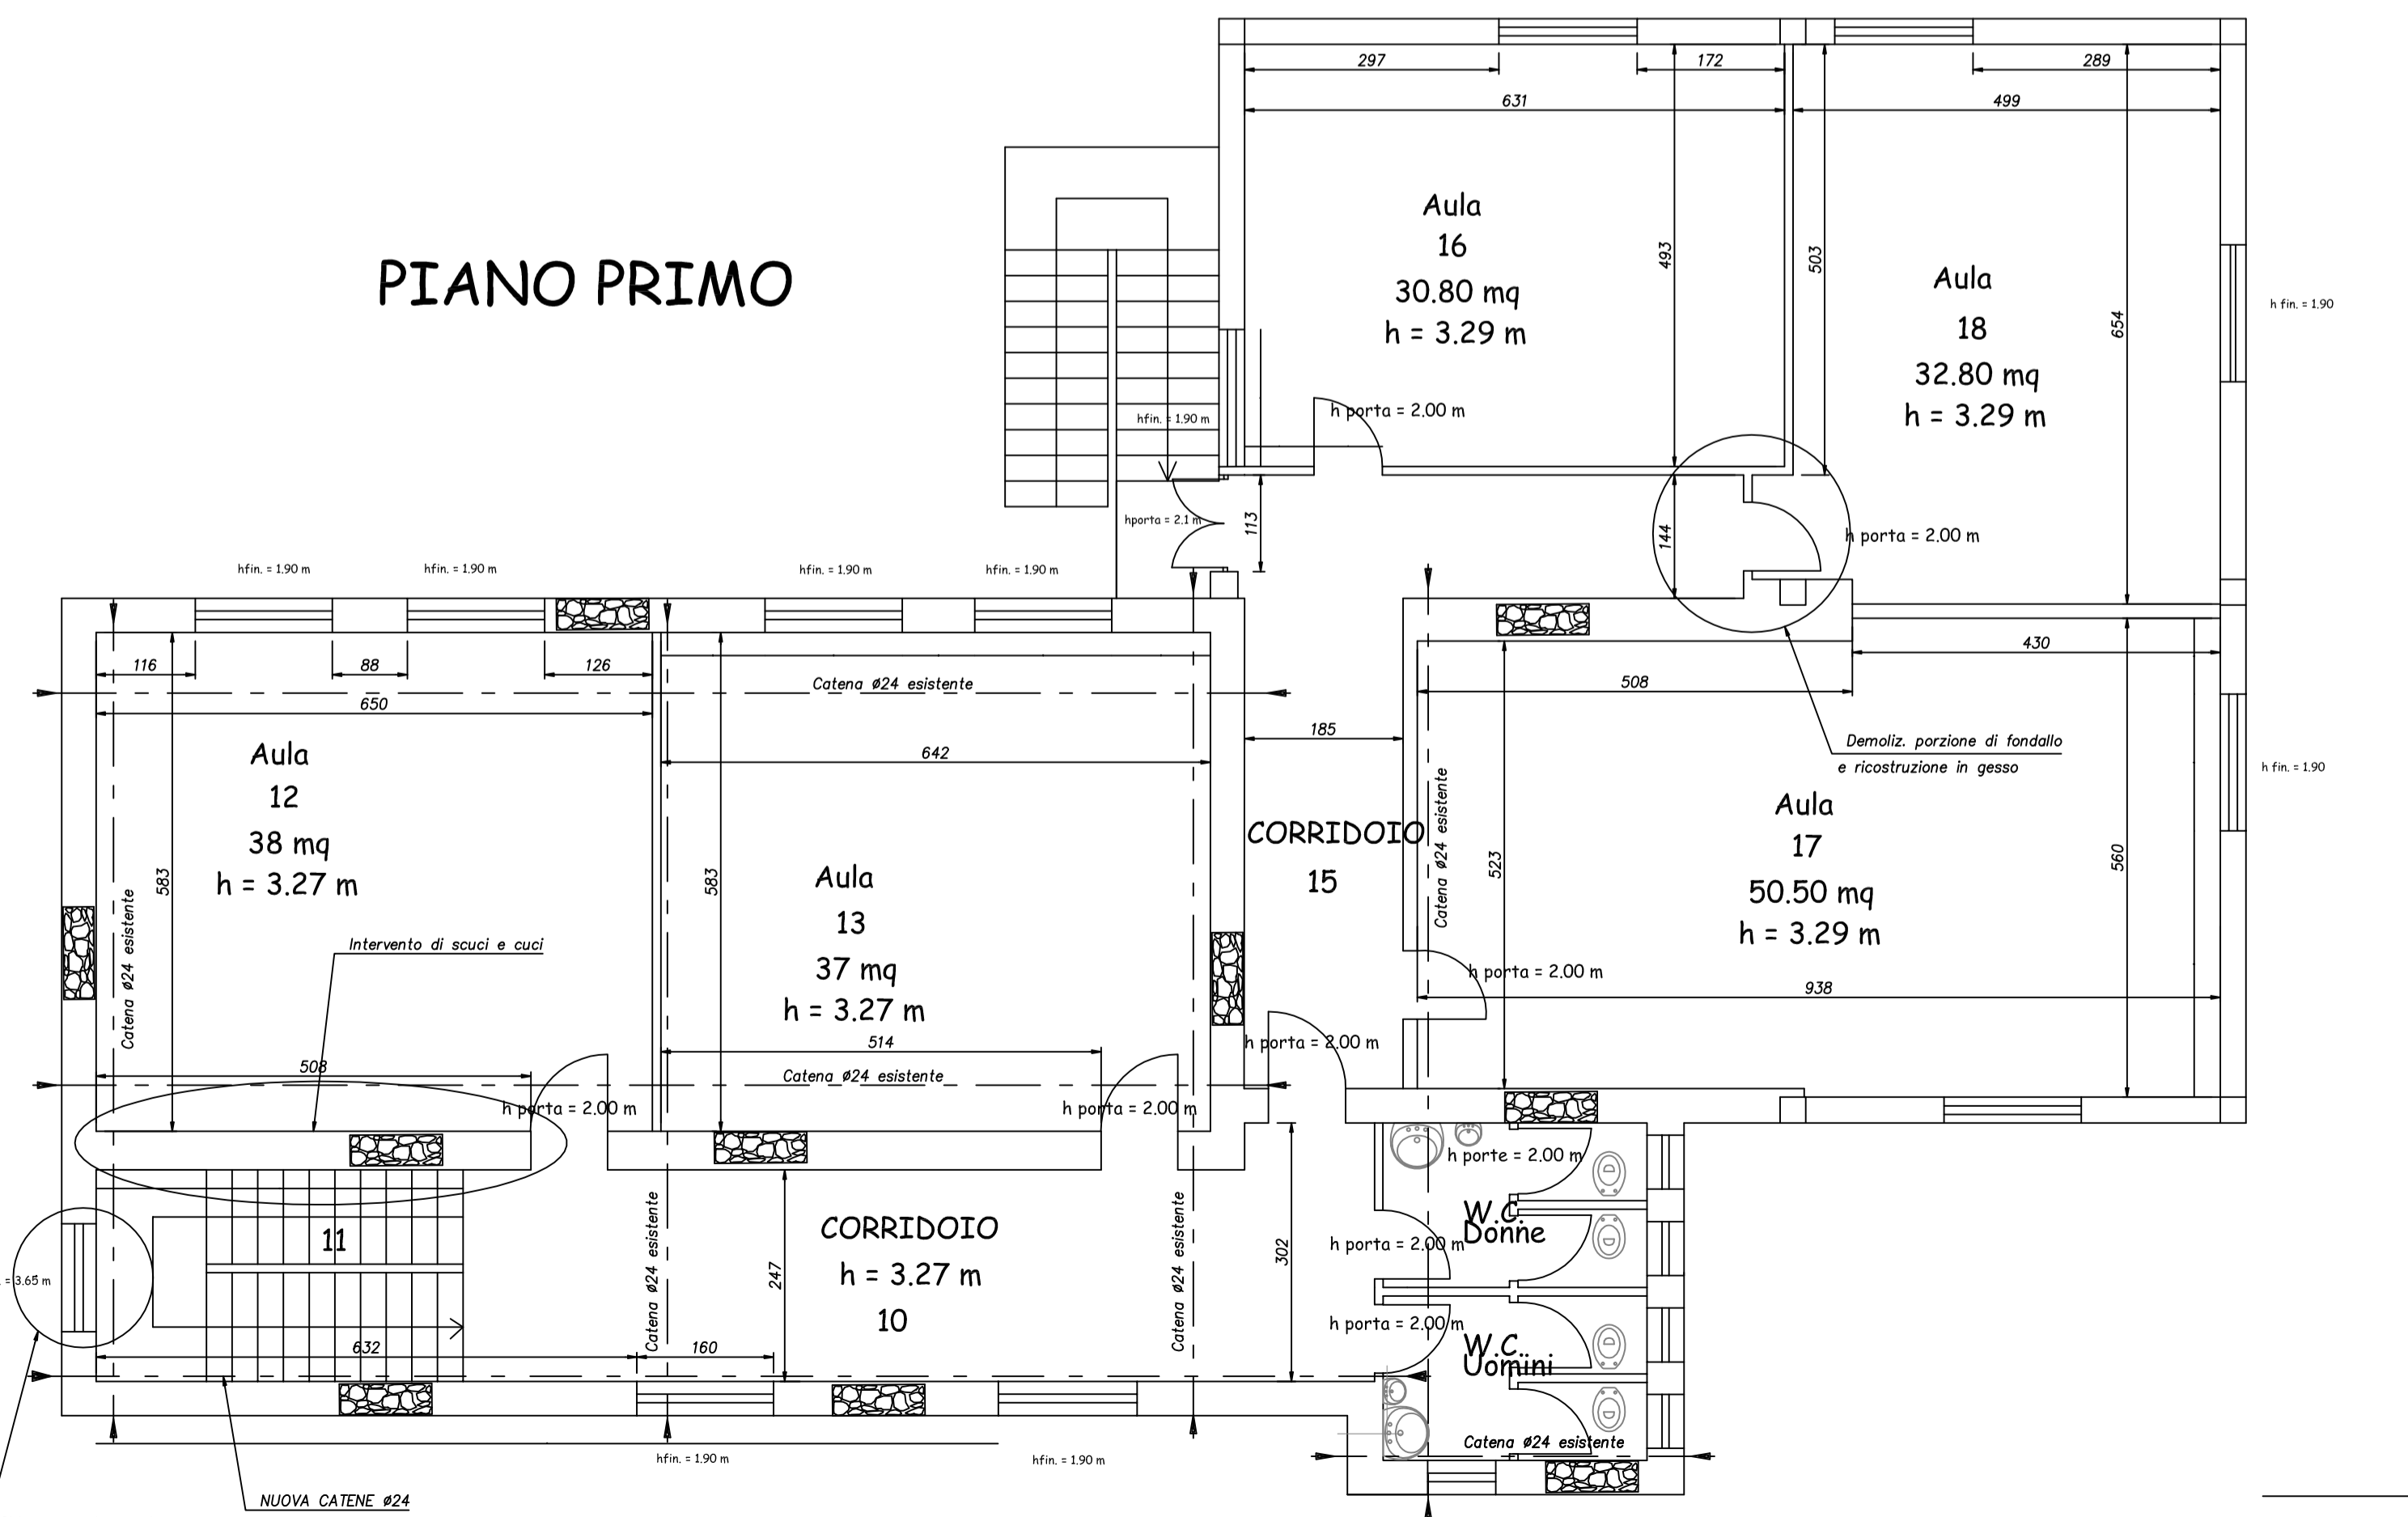 297
172
289
631
499
PIANO PRIMO
Aula
16
30.80 mq
h = 3.29 m
493
503
Aula
18
32.80 mq
h = 3.29 m
654
h fin. = 1.90
h porta = 2.00 m
hfin. = 1.90 m
hporta = 2.1 m
113
144
h porta = 2.00 m
hfin. = 1.90 m
hfin. = 1.90 m
hfin. = 1.90 m
hfin. = 1.90 m
116
88
126
650
Catena ø24 esistente
642
185
508
430
Demoliz. porzione di fondallo
e ricostruzione in gesso
h fin. = 1.90
Aula
12
38 mq
h = 3.27 m
583
Catena ø24 esistente
Intervento di scuci e cuci
583
Aula
13
37 mq
h = 3.27 m
CORRIDOIO
15
Catena ø24 esistente
523
Aula
17
50.50 mq
h = 3.29 m
560
h porta = 2.00 m
938
h porta = 2.00 m
508
514
Catena ø24 esistente
h porta = 2.00 m
h porta = 2.00 m
h porte = 2.00 m
W.C.
Donne
h porta = 2.00 m
11
Catena ø24 esistente
247
CORRIDOIO
h = 3.27 m
10
Catena ø24 esistente
302
= 3.65 m
h porta = 2.00 m
W.C.
Uomini
632
160
Catena ø24 esistente
hfin. = 1.90 m
hfin. = 1.90 m
NUOVA CATENE ø24